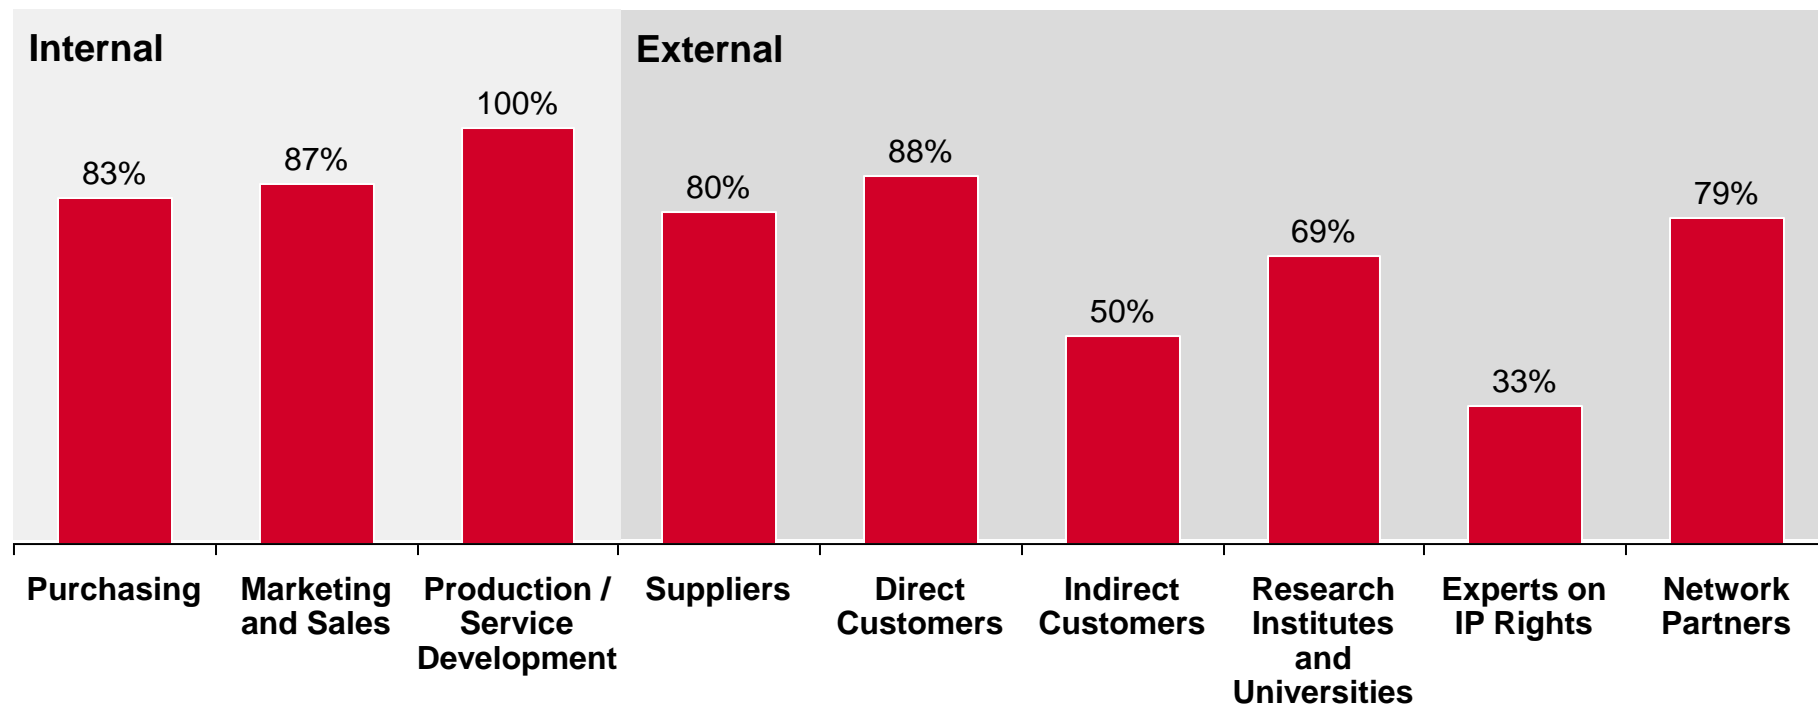 Internal
External
100%
83%
87%
80%
88%
50%
69%
33%
79%
Purchasing
Marketing
and Sales
Production /
Service
Development
Suppliers
Direct
Customers
Indirect
Customers
Research
Institutes
and
Universities
Experts on
IP Rights
Network
Partners